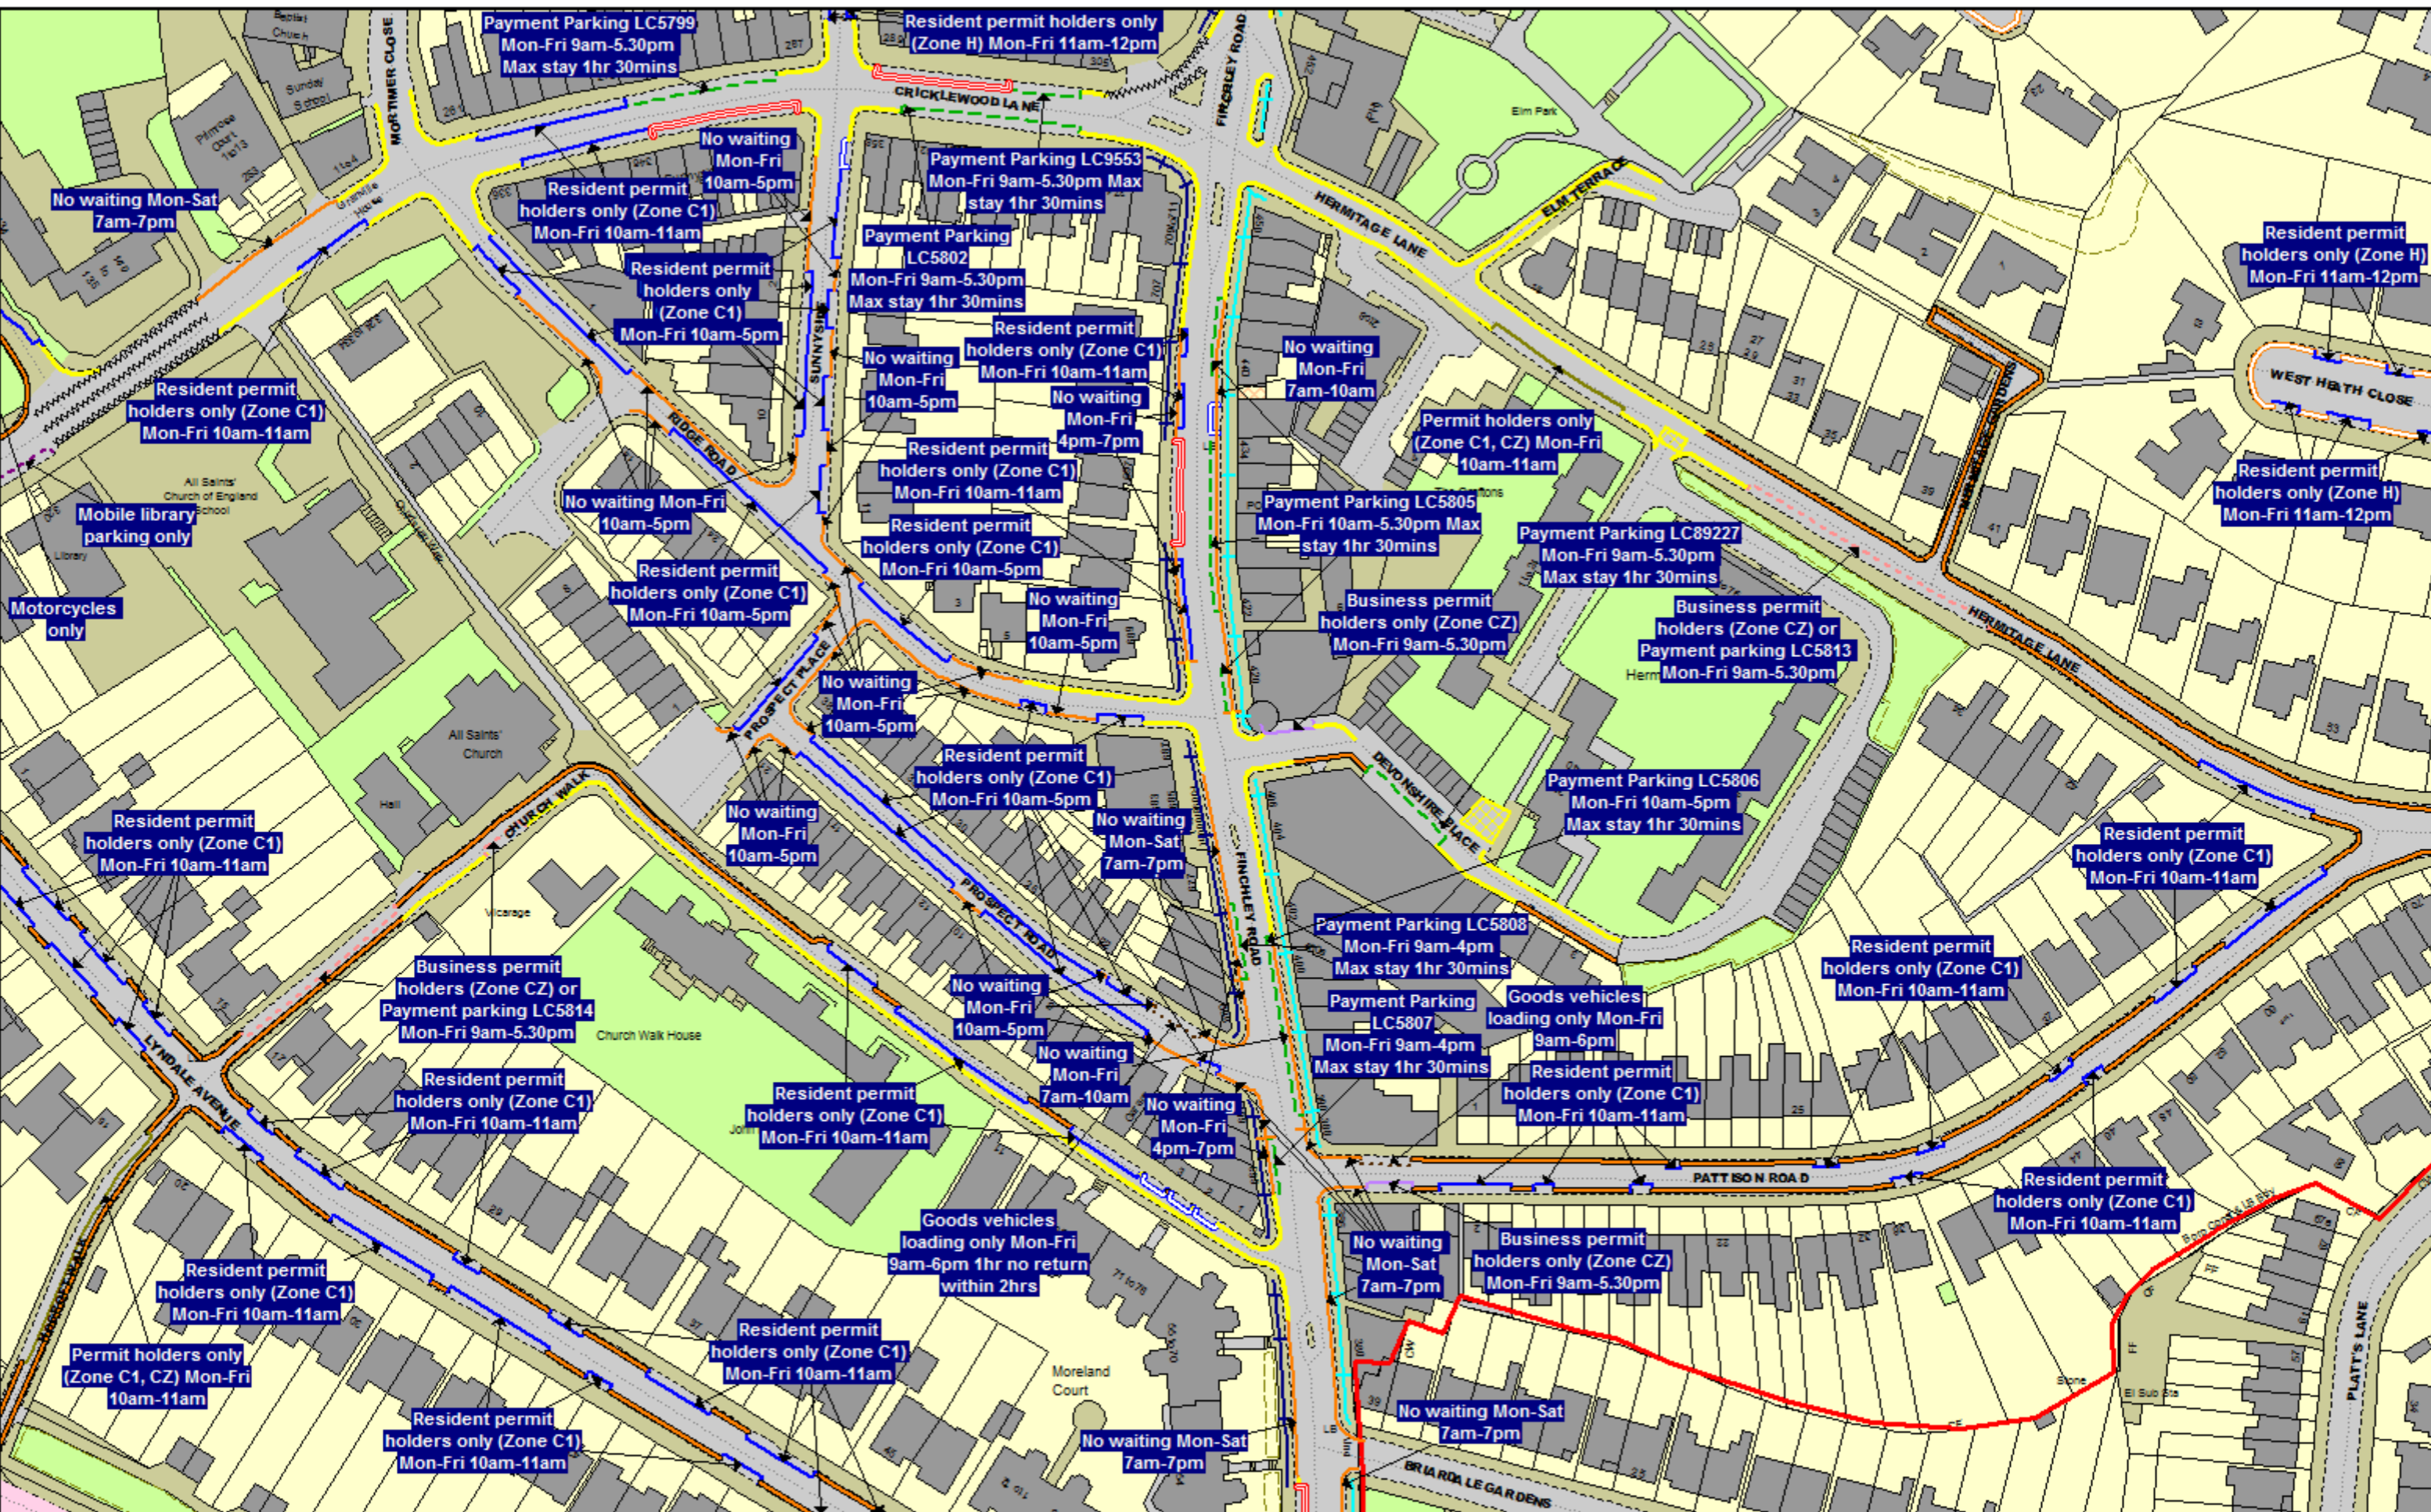 Baptist
Church
Sunday
School
MORTIMER CLOSE
Payment Parking LC5799
Mon-Fri 9am-5.30pm
Max stay 1hr 30mins
Resident permit holders only
(Zone H) Mon-Fri 11am-12pm
FINCHLEY ROAD
CRICKLEWOOD LANE
Elm Park
No waiting
Mon-Fri
10am-5pm
Payment Parking LC9553
Mon-Fri 9am-5.30pm Max
stay 1hr 30mins
No waiting Mon-Sat
7am-7pm
Resident permit
holders only (Zone C1)
Mon-Fri 10am-11am
HERMITAGE LANE
ELM TERRACE
Payment Parking
LC5802
Mon-Fri 9am-5.30pm
Max stay 1hr 30mins
Resident permit
holders only (Zone H)
Mon-Fri 11am-12pm
Resident permit
holders only
(Zone C1)
Mon-Fri 10am-5pm
SUNNYSIDE
Resident permit
holders only (Zone C1)
Mon-Fri 10am-11am
No waiting
Mon-Fri
10am-5pm
No waiting
Mon-Fri
7am-10am
WEST HEATH CLOSE
Resident permit
holders only (Zone C1)
Mon-Fri 10am-11am
No waiting
Mon-Fri
4pm-7pm
RIDGE ROAD
Permit holders only
(Zone C1, CZ) Mon-Fri
10am-11am
Resident permit
holders only (Zone C1)
Mon-Fri 10am-11am
Resident permit
holders only (Zone H)
Mon-Fri 11am-12pm
All Saints'
Church of England
School
No waiting Mon-Fri
10am-5pm
Mobile library
parking only
Library
Payment Parking LC5805
Mon-Fri 10am-5.30pm Max
stay 1hr 30mins
Resident permit
holders only (Zone C1)
Mon-Fri 10am-5pm
Payment Parking LC89227
Mon-Fri 9am-5.30pm
Max stay 1hr 30mins
Resident permit
holders only (Zone C1)
Mon-Fri 10am-5pm
Motorcycles
only
No waiting
Mon-Fri
10am-5pm
Business permit
holders only (Zone CZ)
Mon-Fri 9am-5.30pm
Business permit
holders (Zone CZ) or
Payment parking LC5813
Mon-Fri 9am-5.30pm
HERMITAGE LANE
PROSPECT PLACE
No waiting
Mon-Fri
10am-5pm
All Saints'
Church
Hall
CHURCH WALK
Resident permit
holders only (Zone C1)
Mon-Fri 10am-5pm
DEVONSHIRE PLACE
Payment Parking LC5806
Mon-Fri 10am-5pm
Max stay 1hr 30mins
No waiting
Mon-Fri
10am-5pm
No waiting
Mon-Sat
7am-7pm
Resident permit
holders only (Zone C1)
Mon-Fri 10am-11am
Resident permit
holders only (Zone C1)
Mon-Fri 10am-11am
FINCHLEY ROAD
PROSPECT ROAD
Vicarage
Payment Parking LC5808
Mon-Fri 9am-4pm
Max stay 1hr 30mins
Resident permit
holders only (Zone C1)
Mon-Fri 10am-11am
Business permit
holders (Zone CZ) or
Payment parking LC5814
Mon-Fri 9am-5.30pm
Church Walk House
No waiting
Mon-Fri
10am-5pm
Payment Parking
LC5807
Mon-Fri 9am-4pm
Max stay 1hr 30mins
Goods vehicles
loading only Mon-Fri
9am-6pm
LYNDALE AVENUE
No waiting
Mon-Fri
7am-10am
Resident permit
holders only (Zone C1)
Mon-Fri 10am-11am
Resident permit
holders only (Zone C1)
Mon-Fri 10am-11am
Resident permit
holders only (Zone C1)
Mon-Fri 10am-11am
No waiting
Mon-Fri
4pm-7pm
PATTISON ROAD
Resident permit
holders only (Zone C1)
Mon-Fri 10am-11am
Goods vehicles
loading only Mon-Fri
9am-6pm 1hr no return
within 2hrs
No waiting
Mon-Sat
7am-7pm
Business permit
holders only (Zone CZ)
Mon-Fri 9am-5.30pm
Resident permit
holders only (Zone C1)
Mon-Fri 10am-11am
Permit holders only
(Zone C1, CZ) Mon-Fri
10am-11am
Resident permit
holders only (Zone C1)
Mon-Fri 10am-11am
Moreland
Court
PLATT'S LANE
Stone
El Sub Sta
Resident permit
holders only (Zone C1)
Mon-Fri 10am-11am
No waiting Mon-Sat
7am-7pm
No waiting Mon-Sat
7am-7pm
BRIARDALE GARDENS